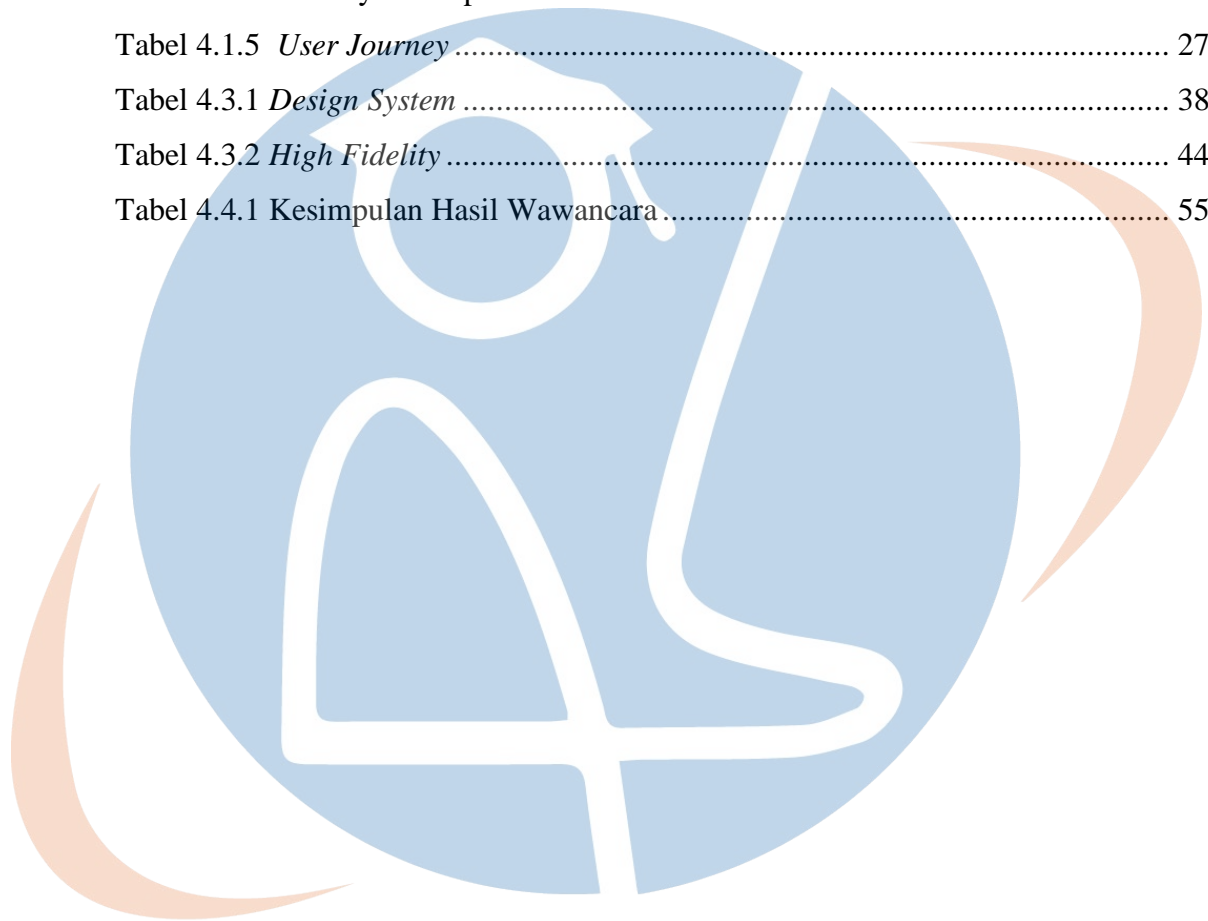 Tabel 4.1.5 User Journey ........................................................................................ 27
Tabel 4.3.1 Design System ....................................................................................... 38
Tabel 4.3.2 High Fidelity ......................................................................................... 44
Tabel 4.4.1 Kesimpulan Hasil Wawancara ............................................................... 55